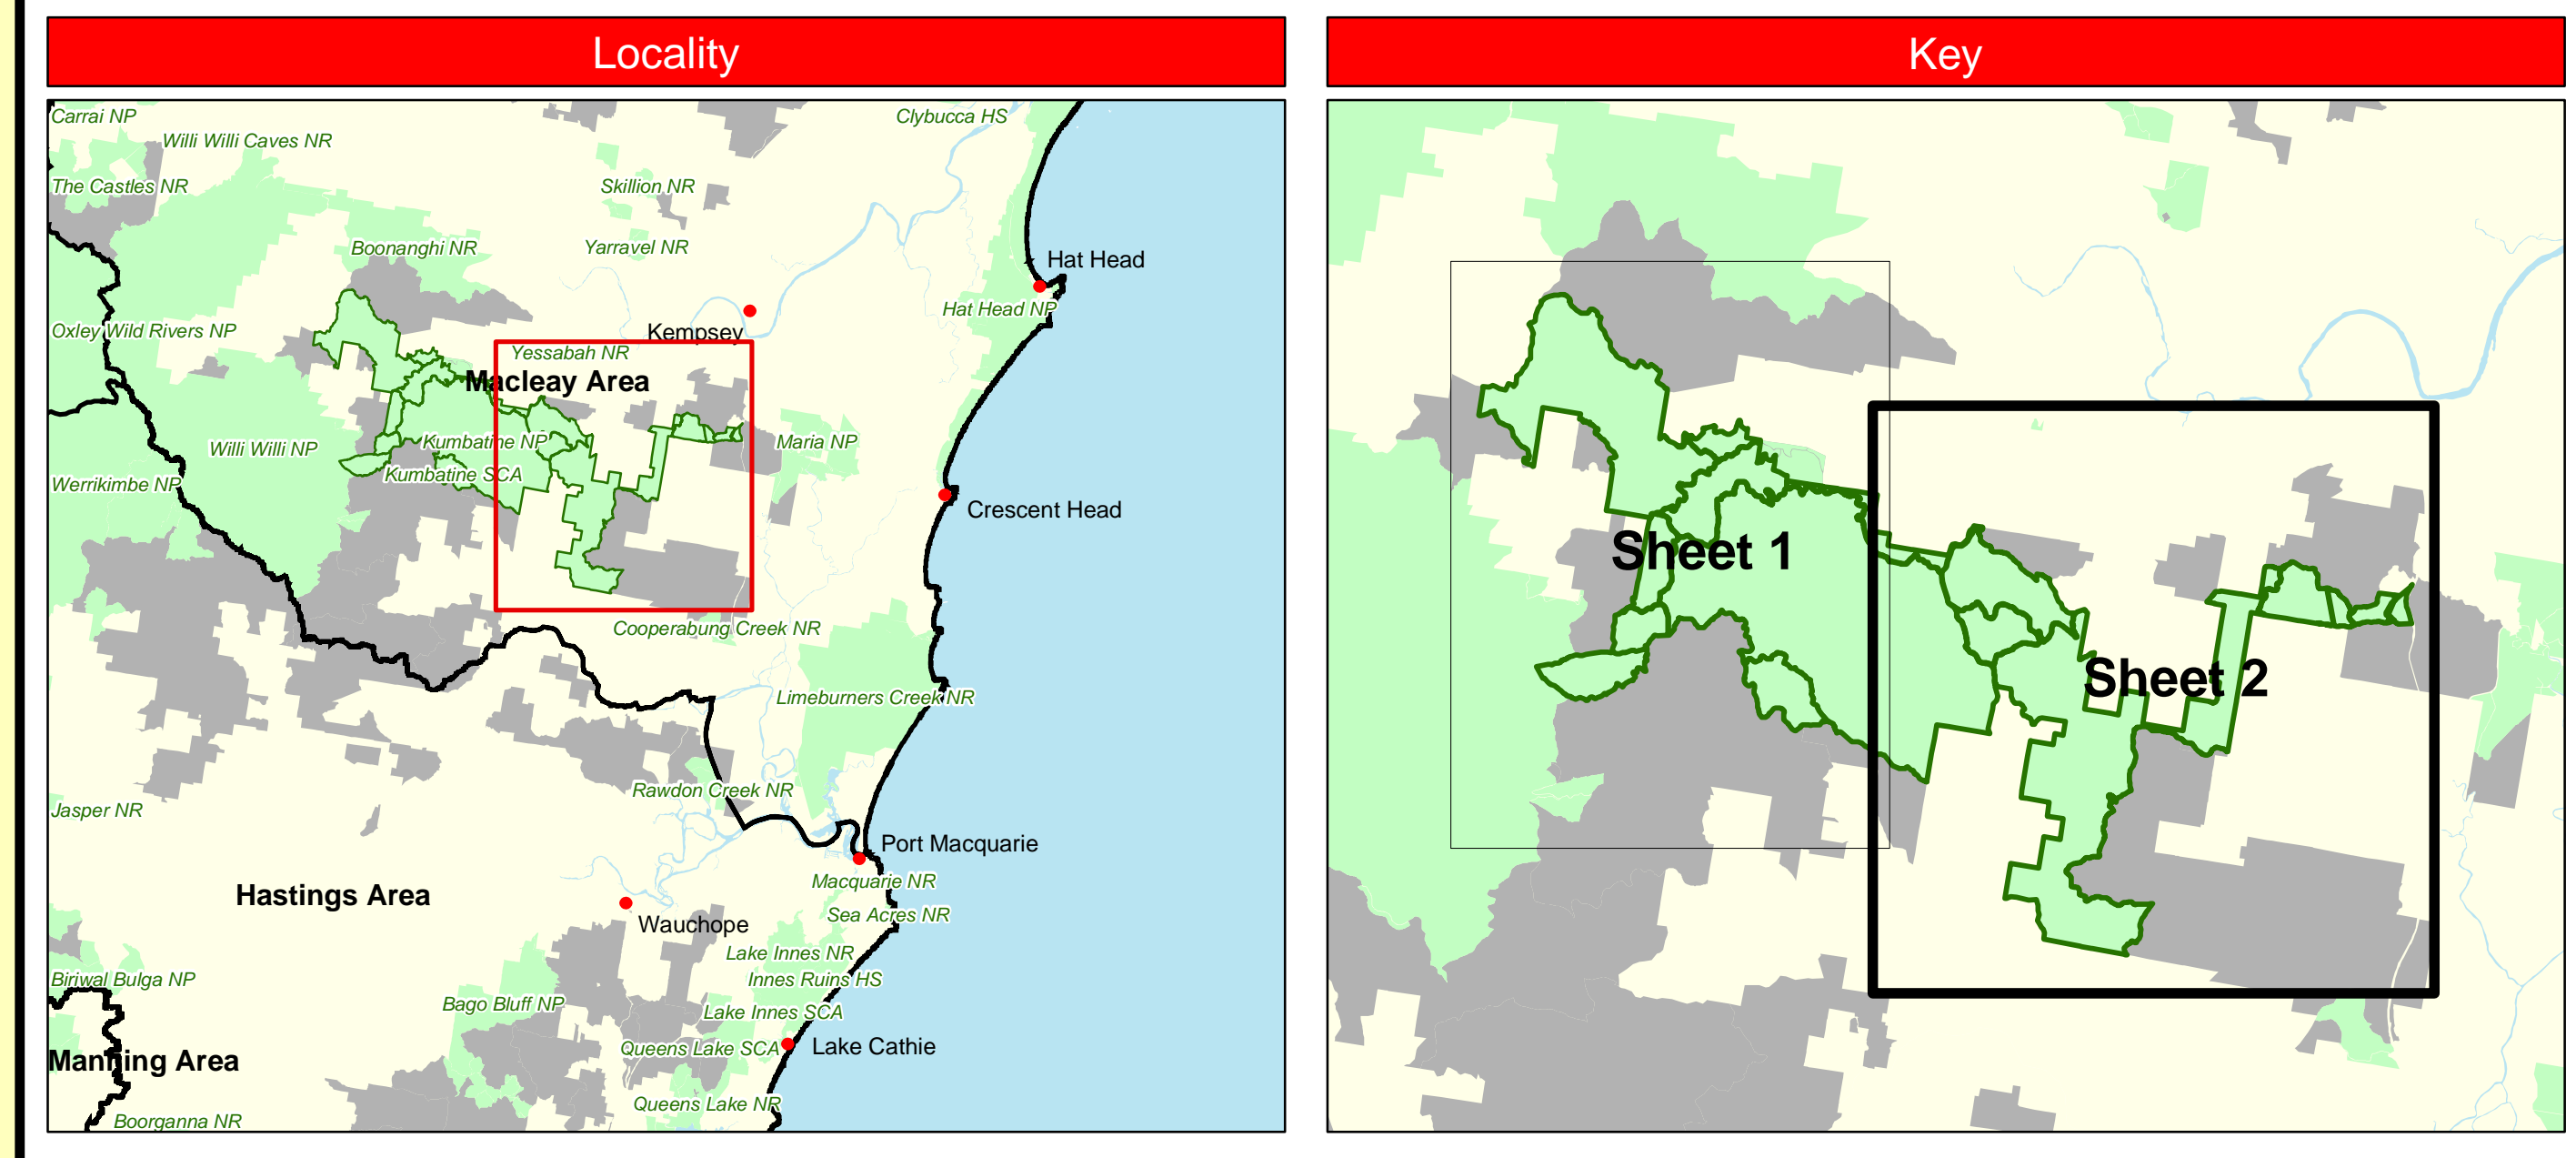 Locality
Key
Carrai NP
Clybucca HS
Willi Willi Caves NR
The Castles NR
Skillion NR
Boonanghi NR
Yarravel NR
Hat Head
Hat Head NP
Oxley Wild Rivers NP
Kempsey
Yessabah NR
Macleay Area
Willi Willi NP
Kumbatine NP
Maria NP
Kumbatine SCA
Werrikimbe NP
Crescent Head
Cooperabung Creek NR
Limeburners Creek NR
Rawdon Creek NR
Jasper NR
Port Macquarie
Macquarie NR
Hastings Area
Sea Acres NR
Wauchope
Lake Innes NR
Biriwal Bulga NP
Innes Ruins HS
Bago Bluff NP
Lake Innes SCA
Queens Lake SCA
Lake Cathie
Manning Area
Queens Lake NR
Boorganna NR
Sheet 1
Sheet 2